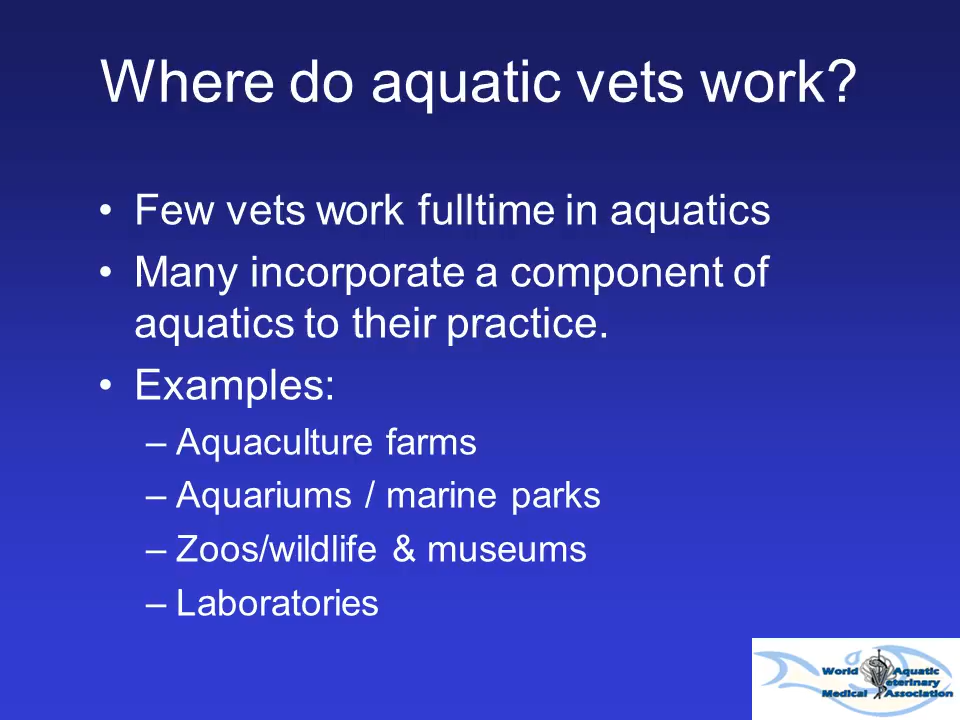 Where do aquatic vets work?
• Few vets work fulltime in aquatics
• Many incorporate a component of
aquatics to their practice.
• Examples:
– Aquaculture farms
– Aquariums / marine parks
– Zoos/wildlife & museums
– Laboratories
World Aquatic
Veterinary
Medical Association